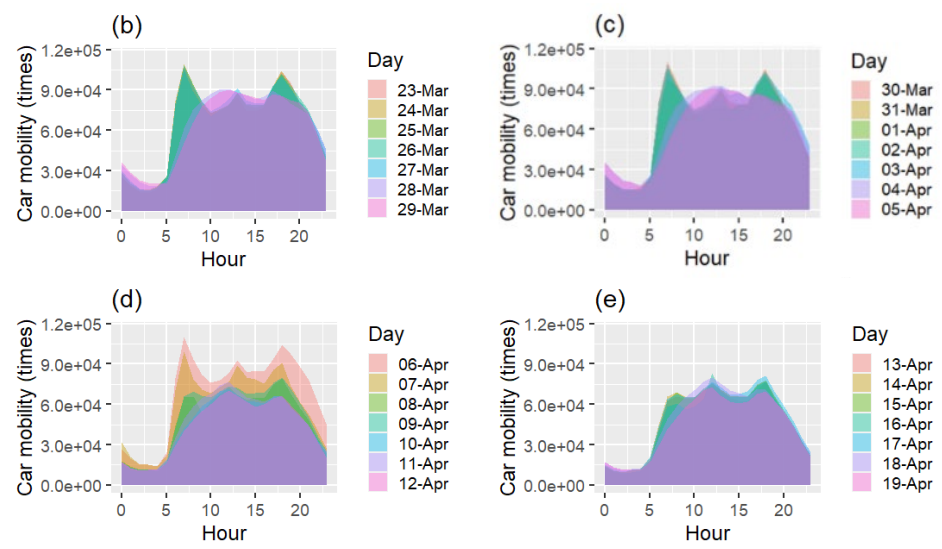 (b)
Car mobility (times)
1.2e+05
9.0e+04
6.0e+04
3.0e+04
0.0e+00
0 5 10 15 20
Hour
Day
23-Mar
24-Mar
25-Mar
26-Mar
27-Mar
28-Mar
29-Mar
(c)
Car mobility (times)
1.2e+05
9.0e+04
6.0e+04
3.0e+04
0.0e+00
0 5 10 15 20
Hour
Day
30-Mar
31-Mar
01-Apr
02-Apr
03-Apr
04-Apr
05-Apr
(d)
Car mobility (times)
1.2e+05
9.0e+04
6.0e+04
3.0e+04
0.0e+00
0 5 10 15 20
Hour
Day
06-Apr
07-Apr
08-Apr
09-Apr
10-Apr
11-Apr
12-Apr
(e)
Car mobility (times)
1.2e+05
9.0e+04
6.0e+04
3.0e+04
0.0e+00
0 5 10 15 20
Hour
Day
13-Apr
14-Apr
15-Apr
16-Apr
17-Apr
18-Apr
19-Apr